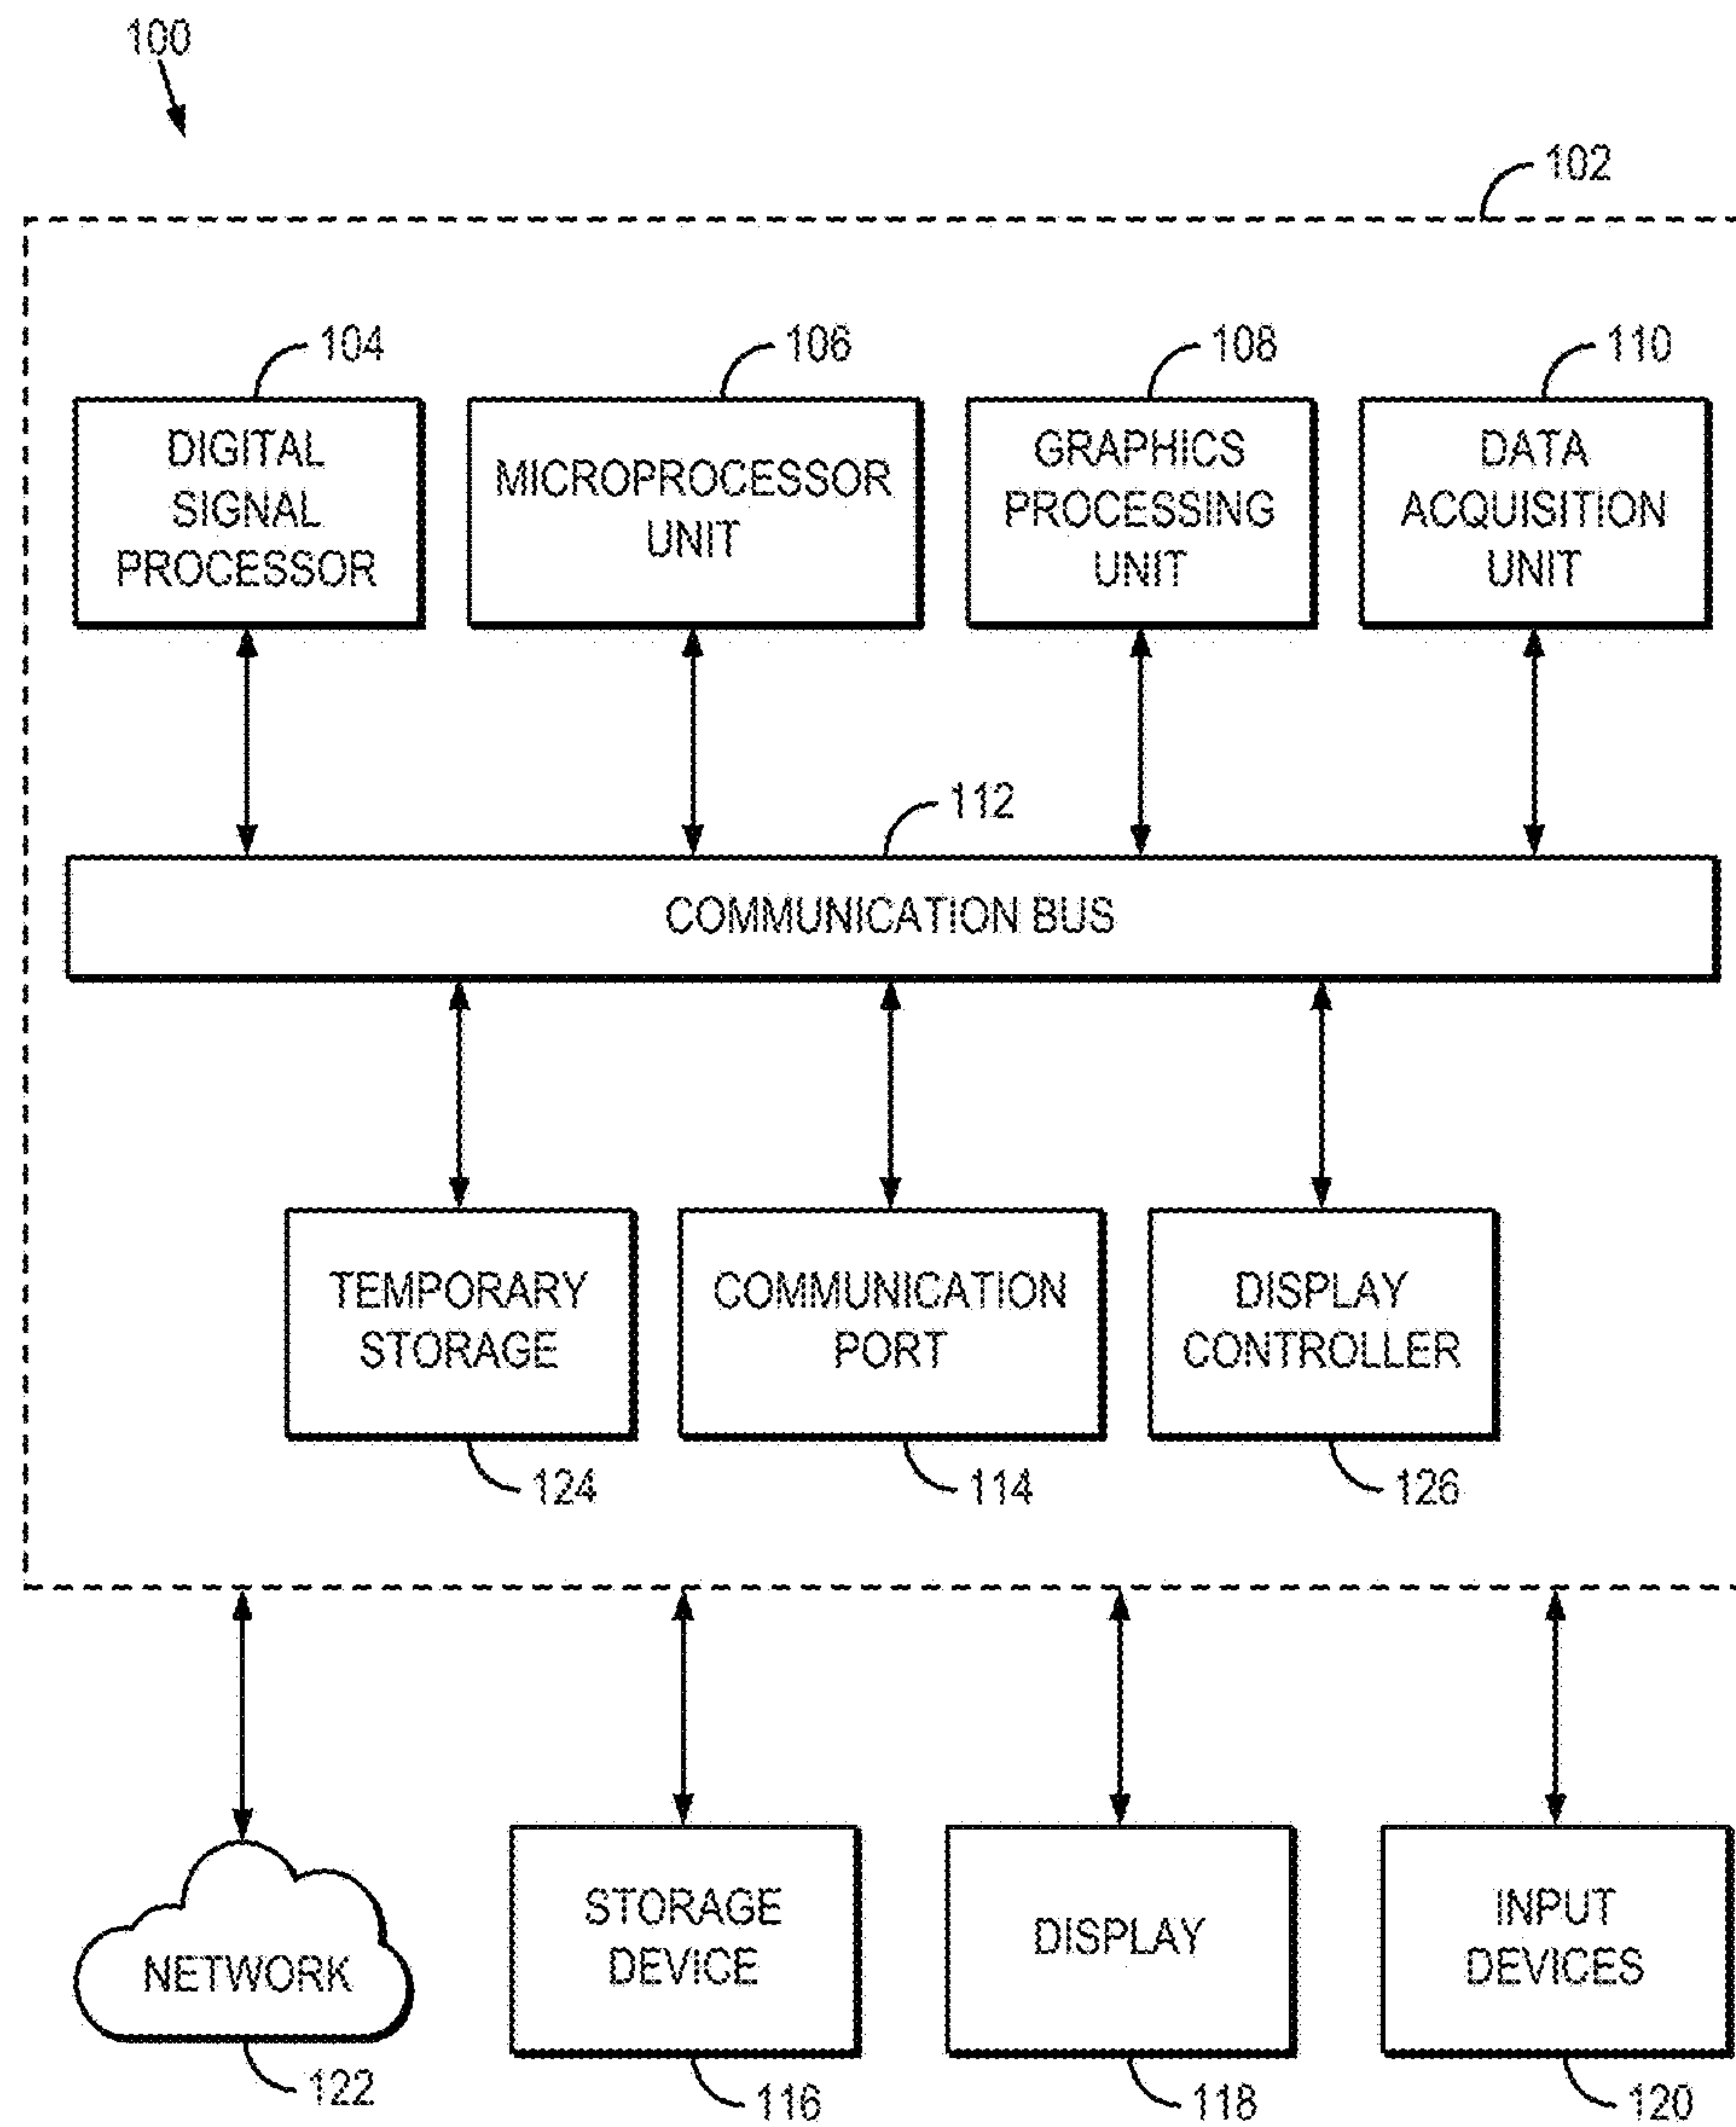 100
102
104
106
108
110
DIGITAL
SIGNAL
PROCESSOR
MICROPROCESSOR
UNIT
GRAPHICS
PROCESSING
UNIT
DATA
ACQUISITION
UNIT
112
COMMUNICATION BUS
TEMPORARY
STORAGE
COMMUNICATION
PORT
DISPLAY
CONTROLLER
124
114
126
NETWORK
STORAGE
DEVICE
DISPLAY
INPUT
DEVICES
122
116
118
120